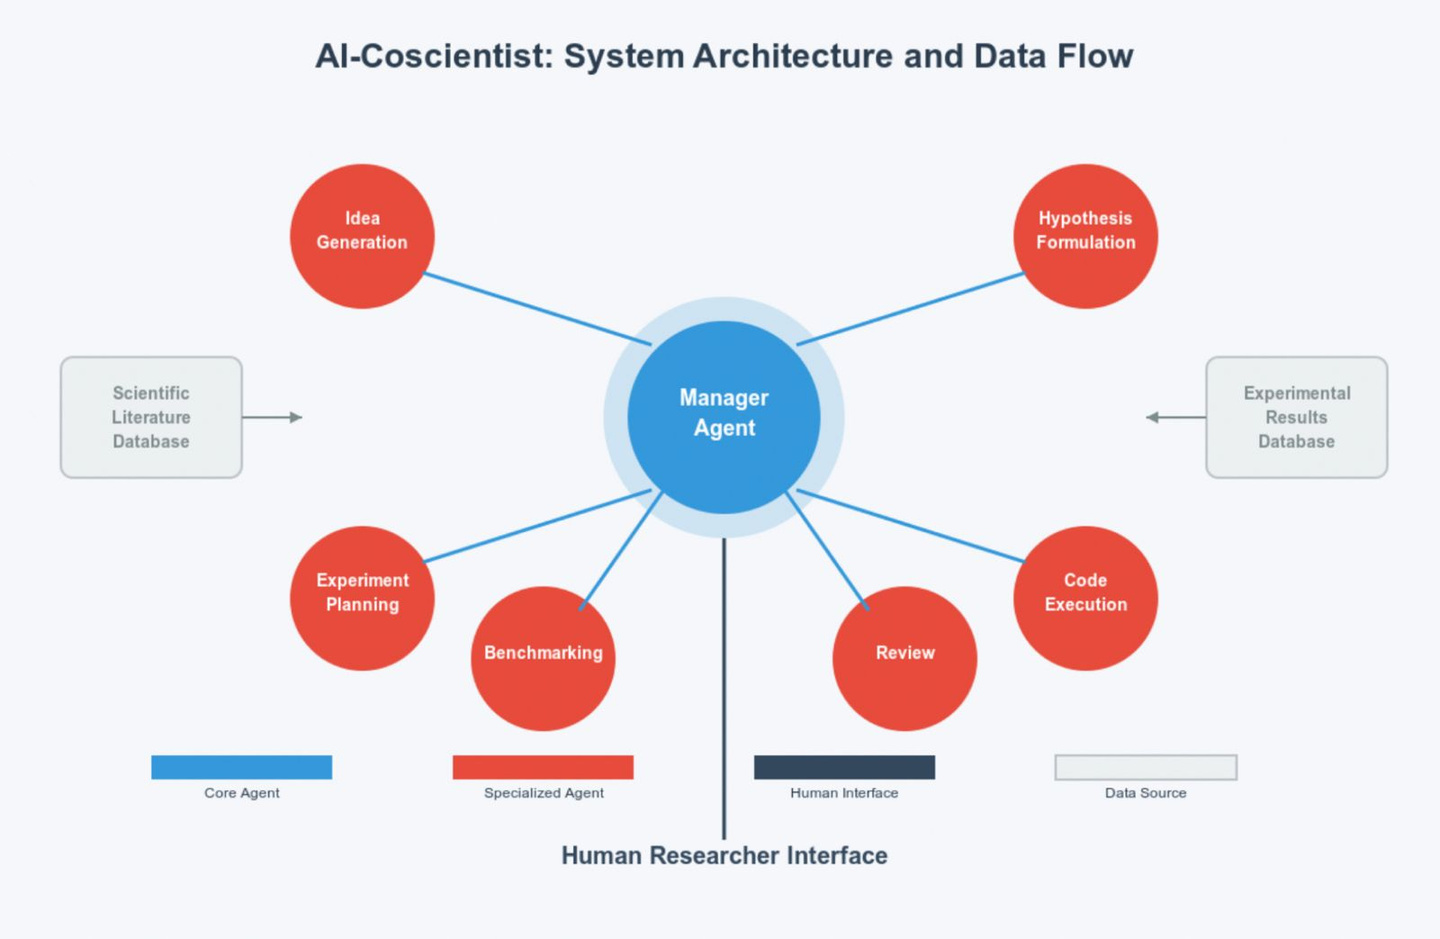 AI-Coscientist: System Architecture and Data Flow
Idea
Generation
Hypothesis
Formulation
Scientific
Literature
Database
Manager
Agent
Experimental
Results
Database
Experiment
Planning
Benchmarking
Review
Code
Execution
Core Agent
Specialized Agent
Human Interface
Data Source
Human Researcher Interface